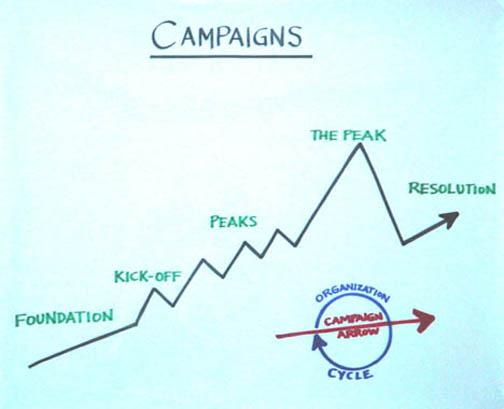 CAMPAIGNS
THE PEAK
RESOLUTION
PEAKS
KICK-OFF
FOUNDATION
ORGANIZATION
CAMPAIGN
ARROW
CYCLE